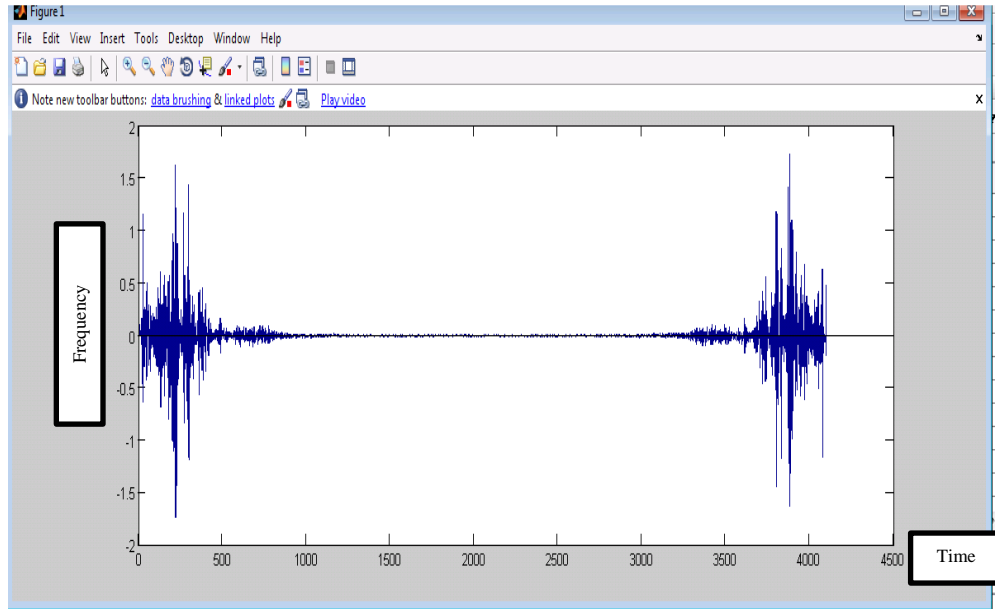 Figure 1
File Edit View Insert Tools Desktop Window Help
Note new toolbar buttons: data brushing & linked plots Play video
x
2
1.5
1
0.5
0
-0.5
-1
-1.5
-2
Frequency
0 500 1000 1500 2000 2500 3000 3500 4000 4500
Time